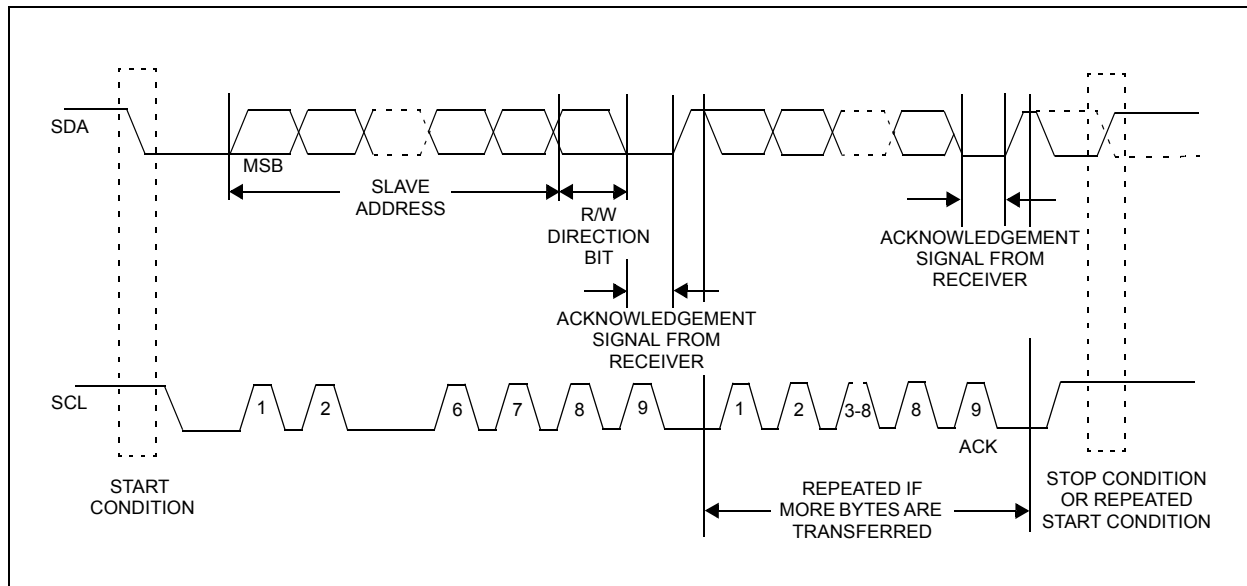 SDA
MSB
SLAVE
ADDRESS
R/W
DIRECTION
BIT
ACKNOWLEDGEMENT
SIGNAL FROM
RECEIVER
ACKNOWLEDGEMENT
SIGNAL FROM
RECEIVER
SCL
1 2 6 7 8 9 1 2 3-8 8 9
ACK
START
CONDITION
REPEATED IF
MORE BYTES ARE
TRANSFERRED
STOP CONDITION
OR REPEATED
START CONDITION